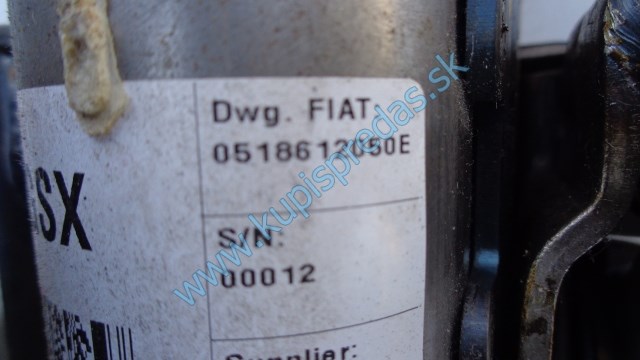 Dwg. FIAT:
0518612050E
SX
S/N:
00012
Supplier:
www.kupispredas.sk